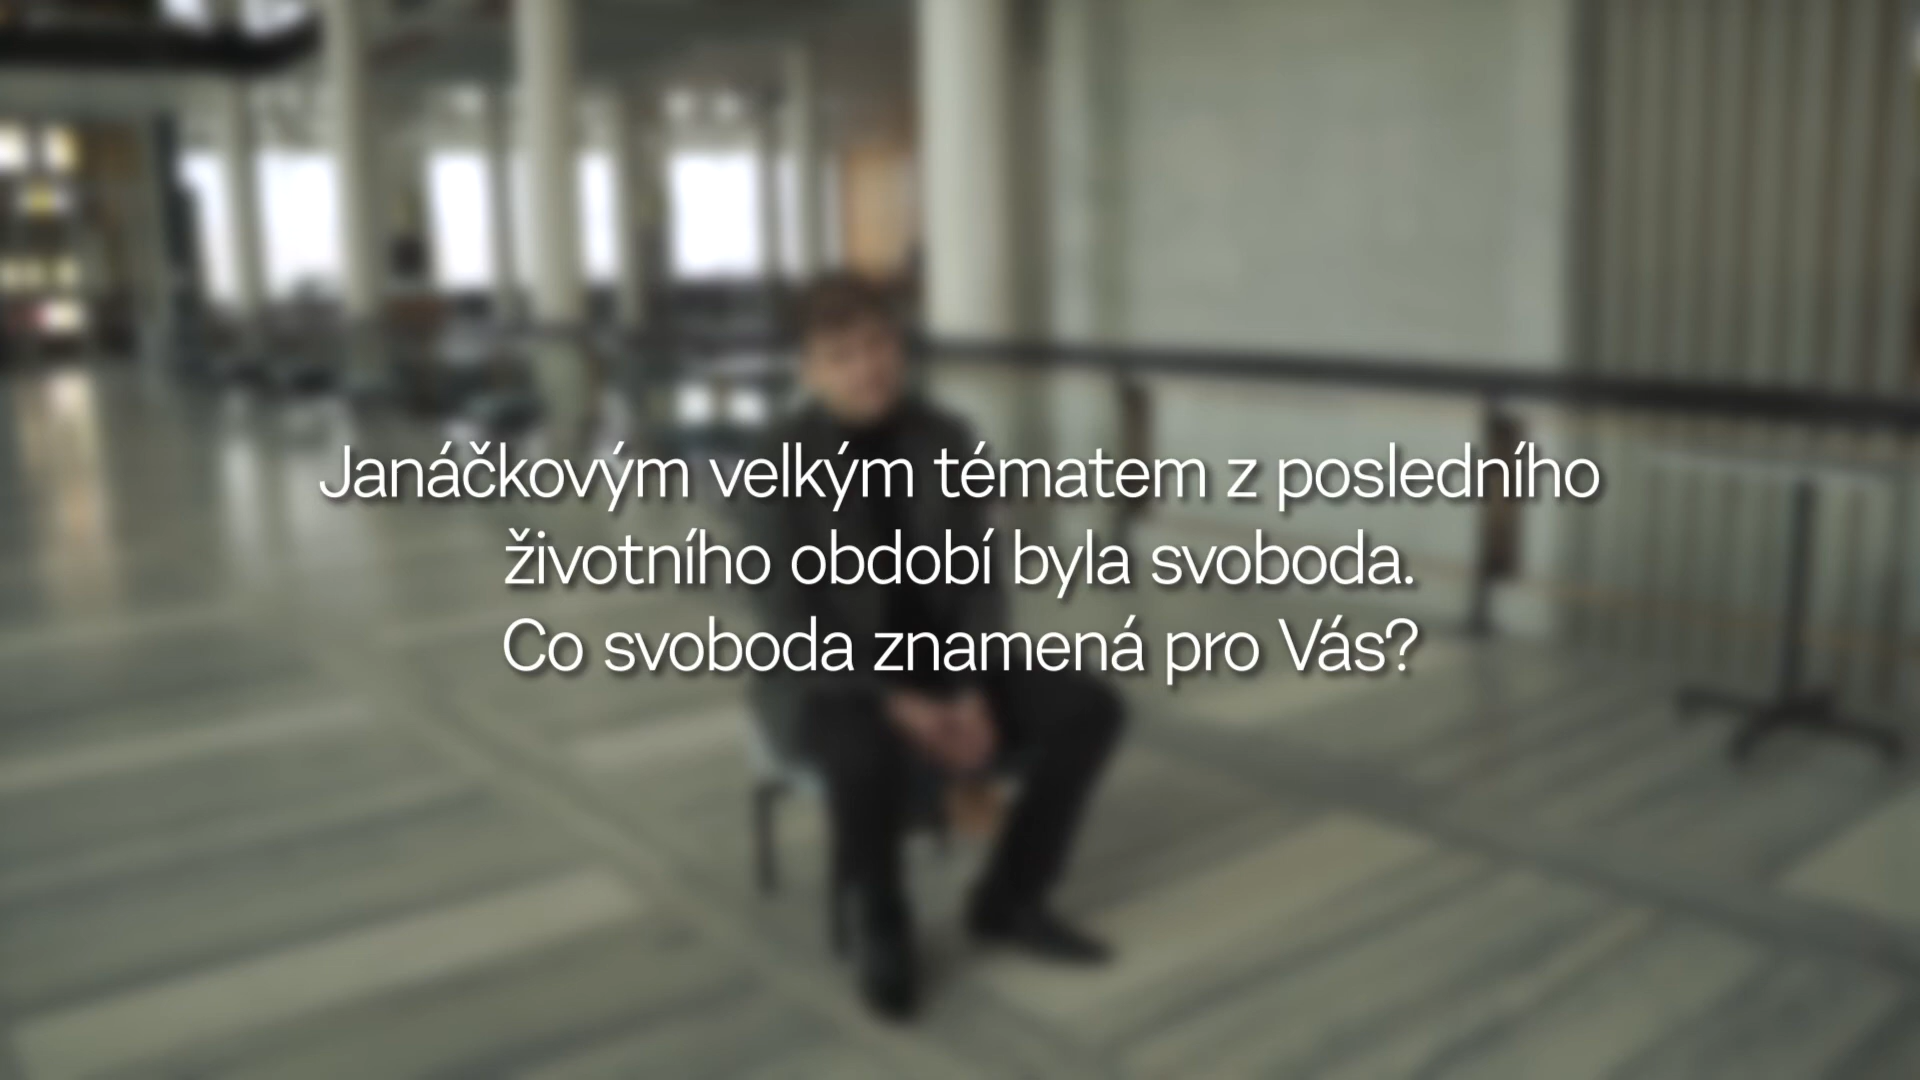 Janáčkovým velkým tématem z posledního
životního období byla svoboda.
Co svoboda znamená pro Vás?